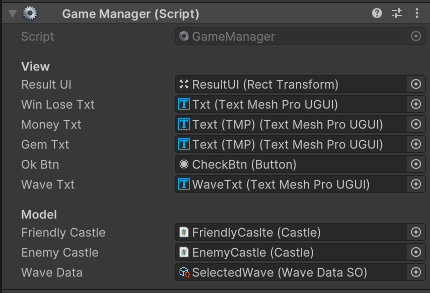 Game Manager (Script)
Script GameManager
View
Result UI ResultUI (Rect Transform)
Win Lose Txt Txt (Text Mesh Pro UGUI)
Money Txt Text (TMP) (Text Mesh Pro UGUI)
Gem Txt Text (TMP) (Text Mesh Pro UGUI)
Ok Btn CheckBtn (Button)
Wave Txt WaveTxt (Text Mesh Pro UGUI)
Model
Friendly Castle FriendlyCaslte (Castle)
Enemy Castle EnemyCastle (Castle)
Wave Data SelectedWave (Wave Data SO)